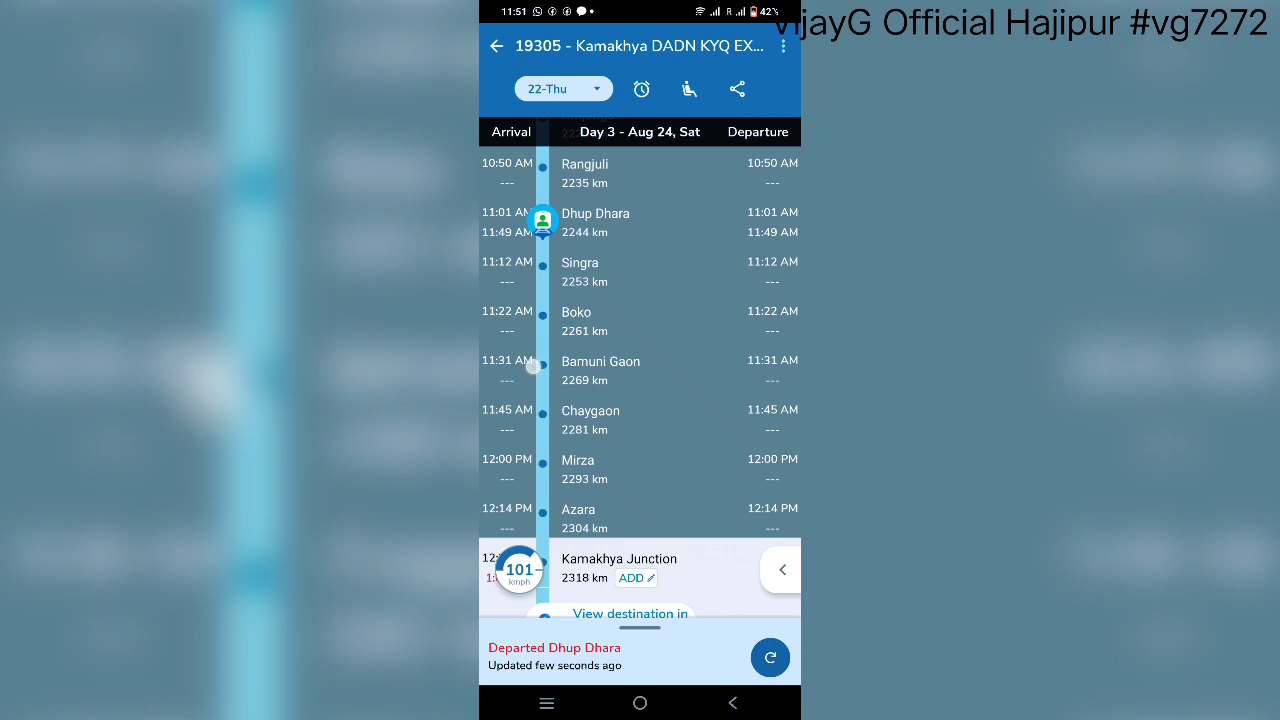 VijayG Official Hajipur #vg7272
11:51
R
42%
19305 - Kamakhya DADN KYQ EX...
22-Thu
Arrival Day 3 - Aug 24, Sat Departure
10:50 AM Rangjuli 10:50 AM
--- 2235 km ---
11:01 AM Dhup Dhara 11:01 AM
11:49 AM 2244 km 11:49 AM
11:12 AM Singra 11:12 AM
--- 2253 km ---
11:22 AM Boko 11:22 AM
--- 2261 km ---
11:31 AM Bamuni Gaon 11:31 AM
--- 2269 km ---
11:45 AM Chaygaon 11:45 AM
--- 2281 km ---
12:00 PM Mirza 12:00 PM
--- 2293 km ---
12:14 PM Azara 12:14 PM
--- 2304 km ---
Kamakhya Junction
101 kmph
2318 km ADD
View destination in
Departed Dhup Dhara
Updated few seconds ago